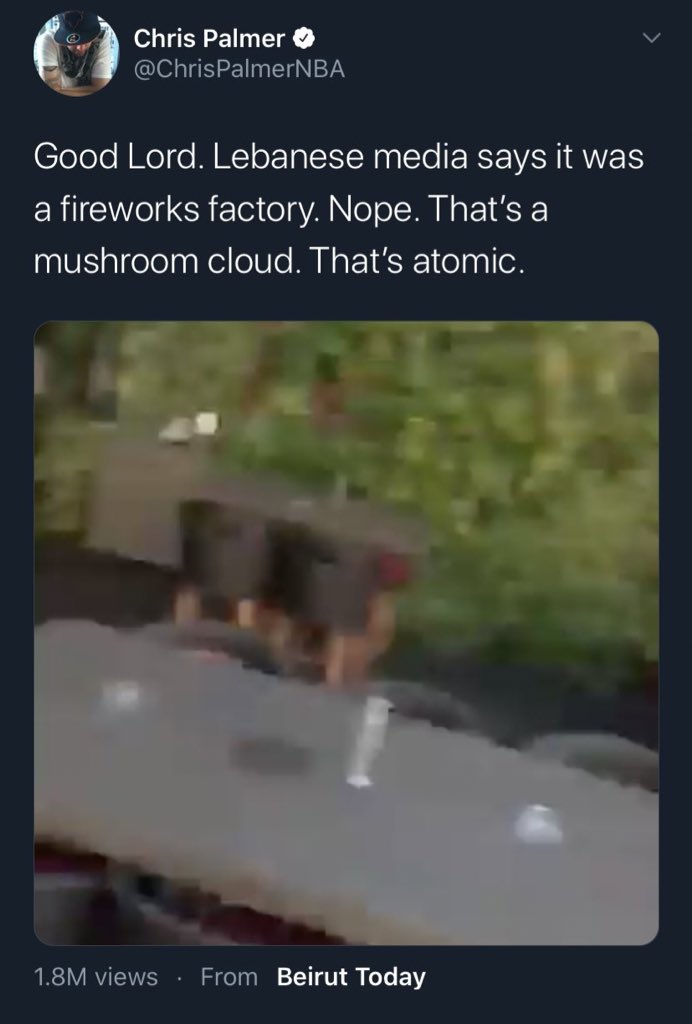 Chris Palmer
@ChrisPalmerNBA
Good Lord. Lebanese media says it was
a fireworks factory. Nope. That’s a
mushroom cloud. That’s atomic.
1.8M views · From Beirut Today